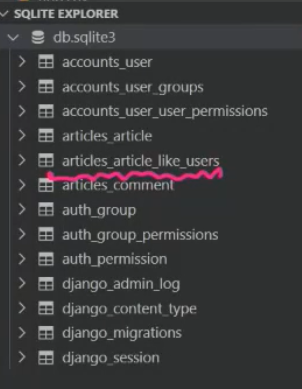 SQLITE EXPLORER
db.sqlite3
accounts_user
accounts_user_groups
accounts_user_user_permissions
articles_article
articles_article_like_users
articles_comment
auth_group
auth_group_permissions
auth_permission
django_admin_log
django_content_type
django_migrations
django_session